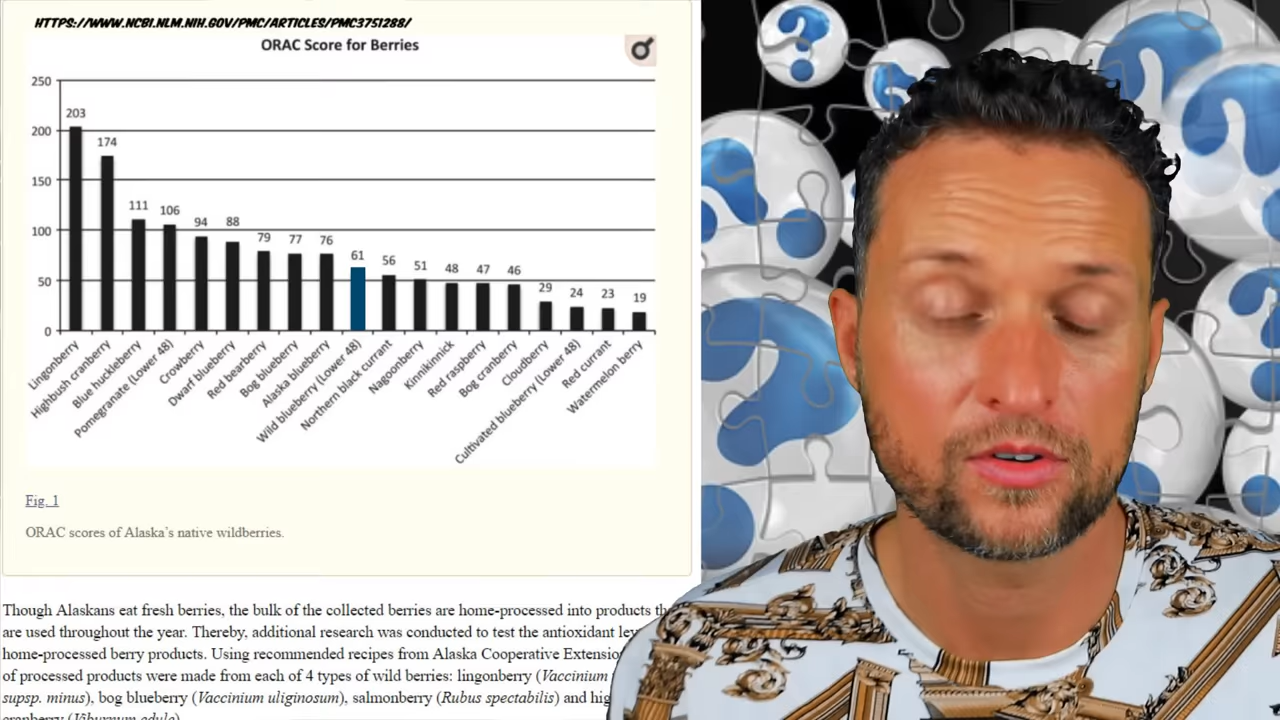 HTTPS://WWW.NCBI.NLM.NIH.GOV/PMC/ARTICLES/PMC3751288/
ORAC Score for Berries
250
200
150
100
50
0
203
174
111
106
94
88
79
77
76
61
56
51
48
47
46
29
24
23
19
Lingonberry
Highbush cranberry
Blue huckleberry
Pomegranate (Lower 48)
Crowberry
Dwarf blueberry
Red bearberry
Bog blueberry
Alaska blueberry
Wild blueberry (Lower 48)
Northern black currant
Nagoonberry
Kinnikinnick
Red raspberry
Bog cranberry
Cloudberry
Cultivated blueberry (Lower 48)
Red currant
Watermelon berry
Fig. 1
ORAC scores of Alaska's native wildberries.
Though Alaskans eat fresh berries, the bulk of the collected berries are home-processed into products
are used throughout the year. Thereby, additional research was conducted to test the antioxidant
home-processed berry products. Using recommended recipes from Alaska Cooperative
of processed products were made from each of 4 types of wild berries: lingonberry (Vaccinium
supsp. minus), bog blueberry (Vaccinium uliginosum), salmonberry (Rubus spectabilis) and
cranberry (Viburnum edule)